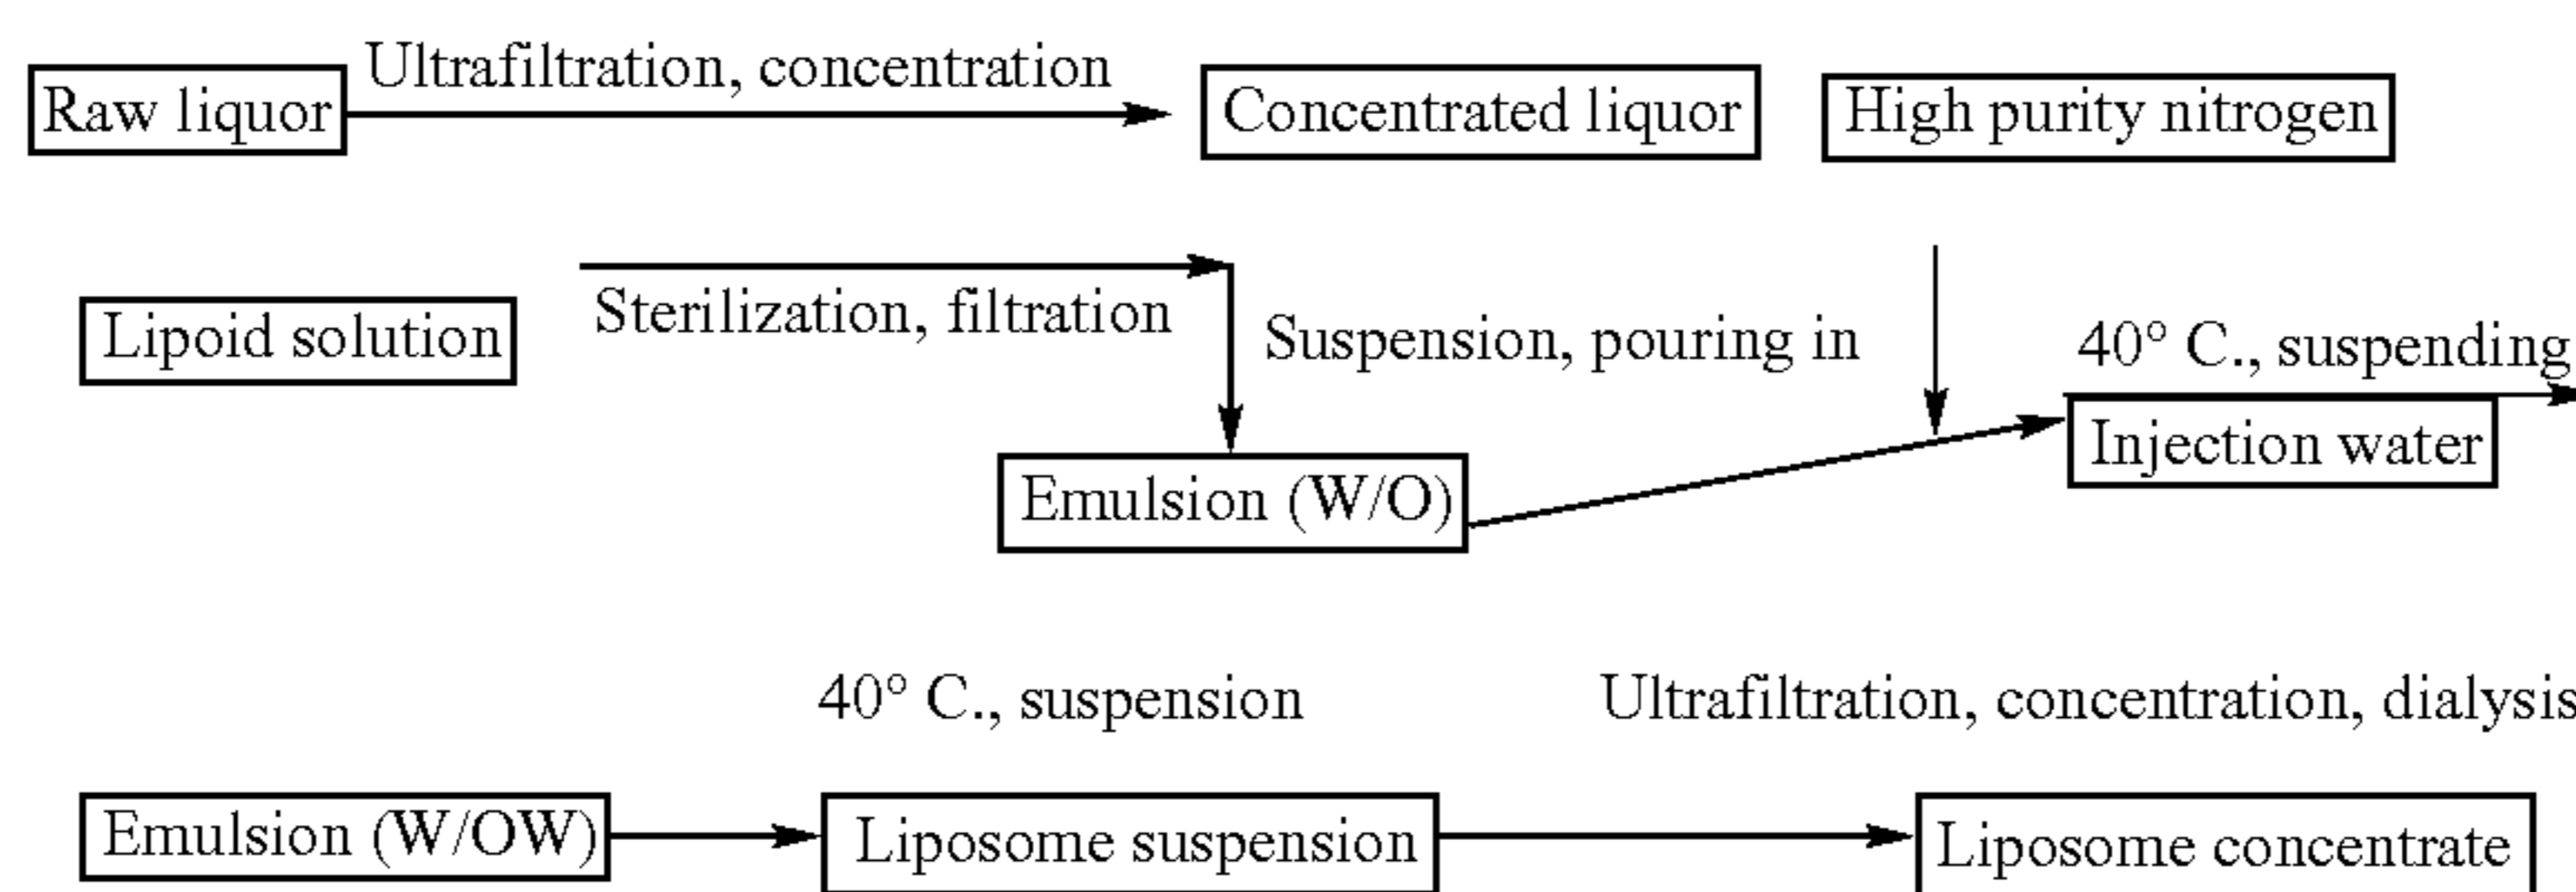 Ultrafiltration, concentration
Raw liquor
Concentrated liquor
High purity nitrogen
Lipoid solution
Sterilization, filtration
Suspension, pouring in
40° C., suspending
Injection water
Emulsion (W/O)
40° C., suspension
Ultrafiltration, concentration, dialysis
Emulsion (W/OW)
Liposome suspension
Liposome concentrate